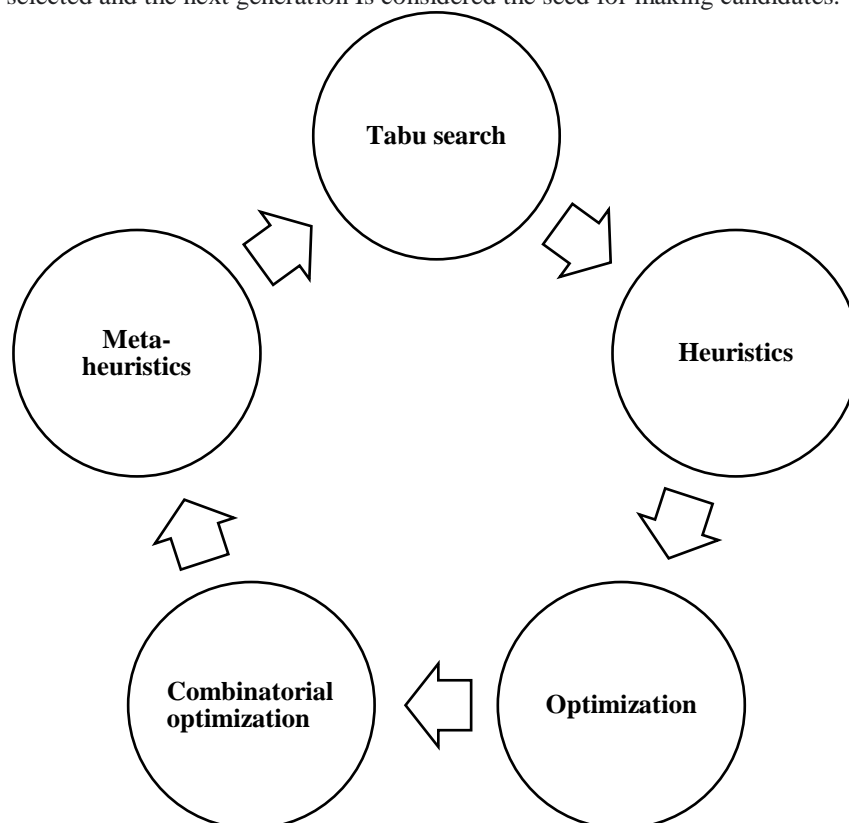 selected and the next generation Is considered the seed for making candidates.
Tabu search
Heuristics
Optimization
Combinatorial
optimization
Meta-
heuristics